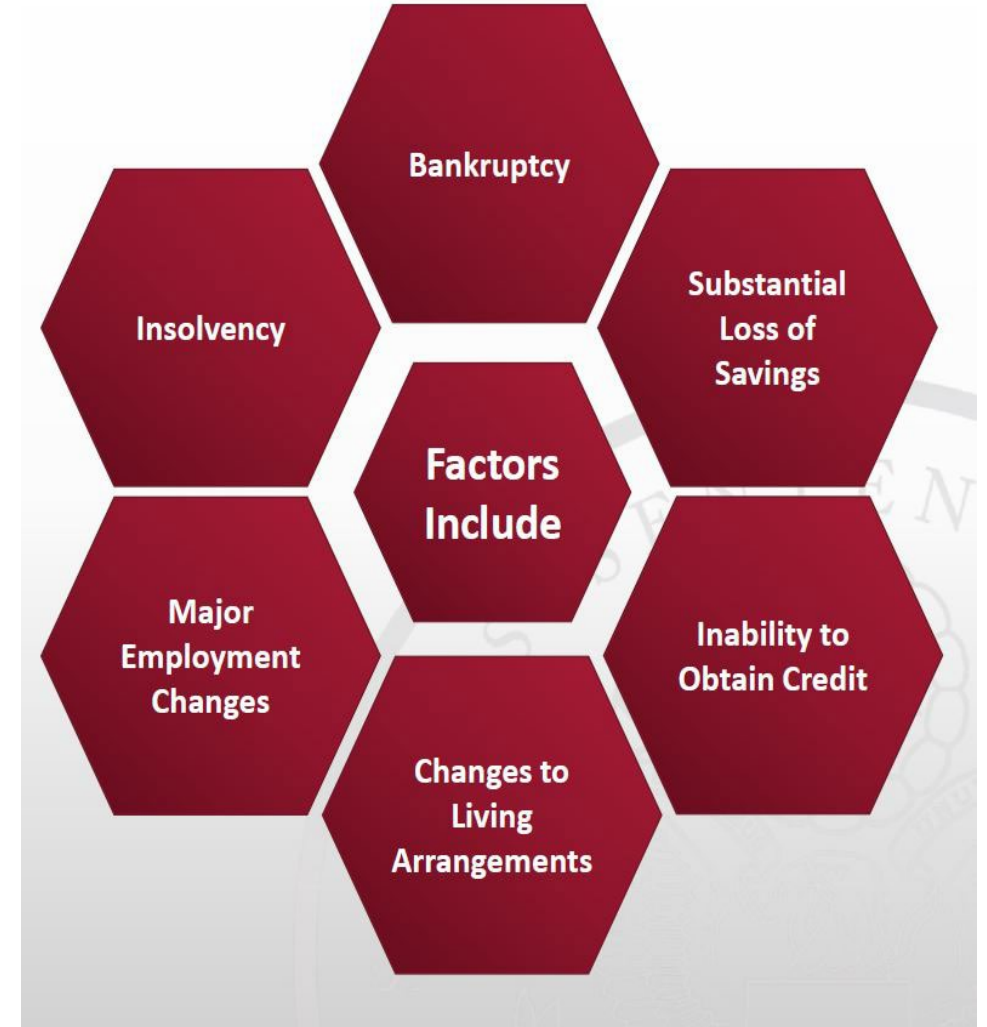 Bankruptcy
Substantial
Loss of
Savings
Insolvency
Factors
Include
Inability to
Obtain Credit
Major
Employment
Changes
Changes to
Living
Arrangements